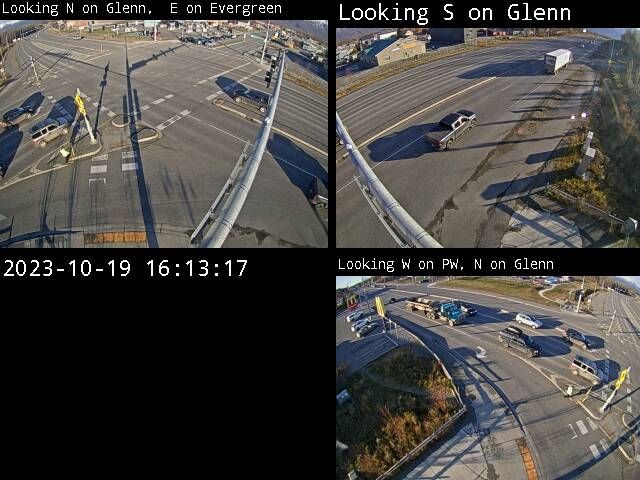 Looking N on Glenn,  E on Evergreen
Looking S on Glenn
2023-10-19 16:13:17
Looking W on PW, N on Glenn